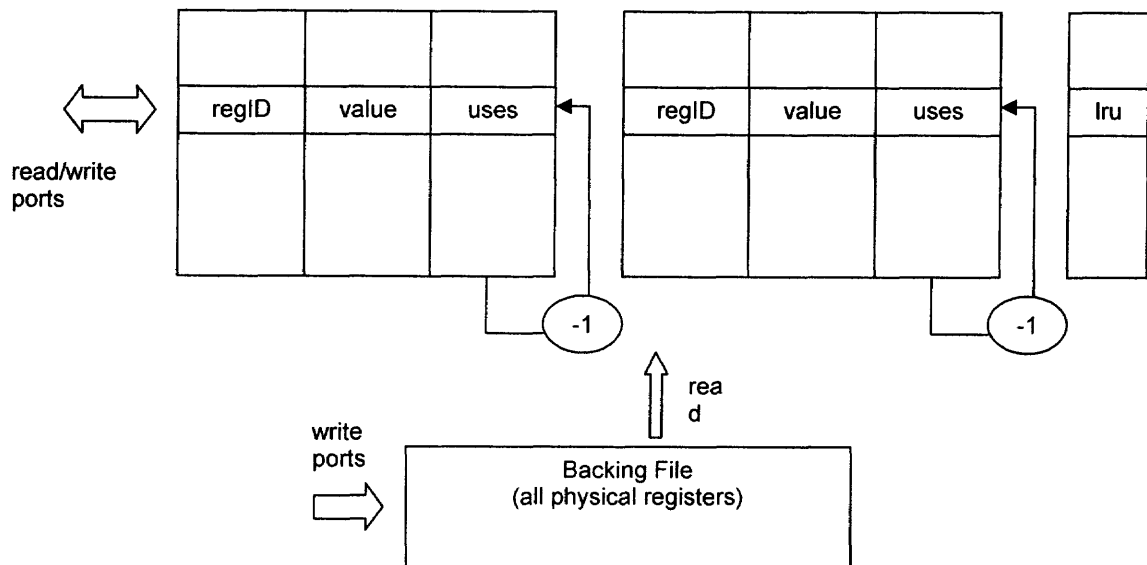 regID value uses
regID value uses
lru
read/write
ports
-1
-1
rea
d
write
ports
Backing File
(all physical registers)